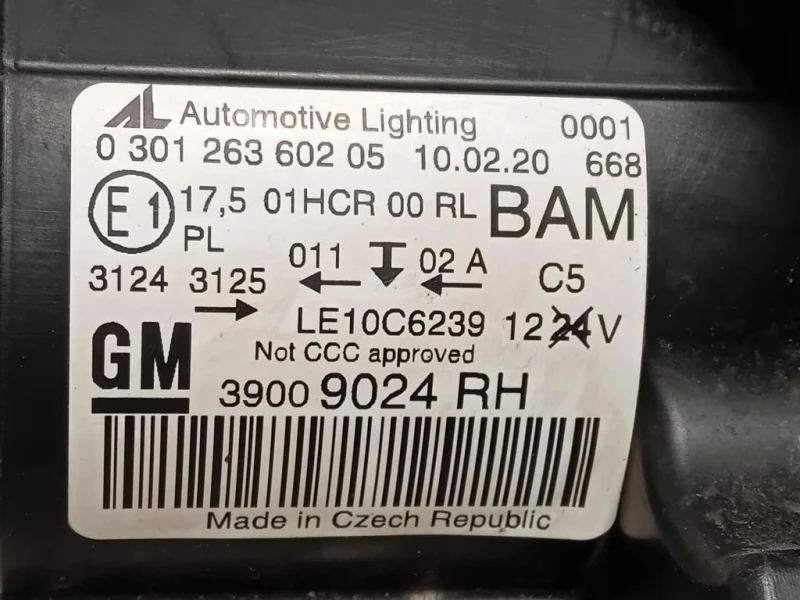 AL Automotive Lighting 0001
0 301 263 602 05 10.02.20 668
E1 17,5 01HCR 00 RL BAM
PL
3124 3125 011 02 A C5
LE10C6239 12 24 V
Not CCC approved
GM
3900 9024 RH
Made in Czech Republic